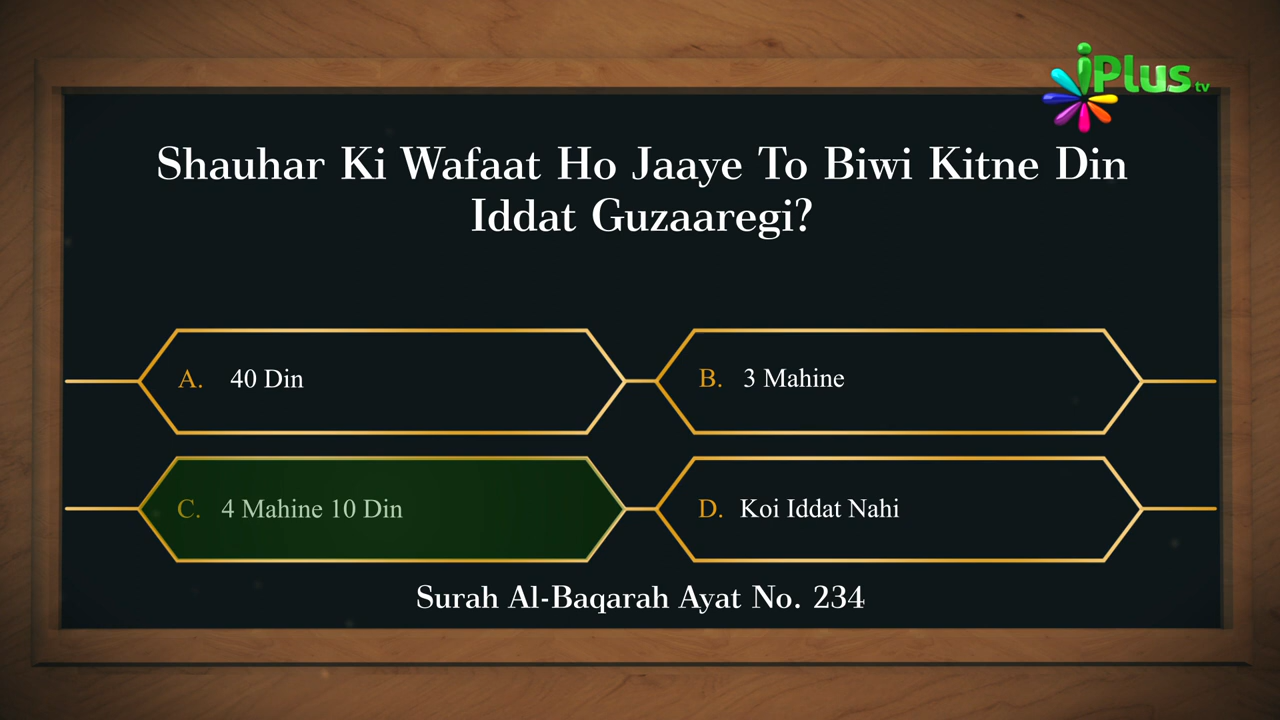 iPlus tv
Shauhar Ki Wafaat Ho Jaaye To Biwi Kitne Din
Iddat Guzaaregi?
A. 40 Din
B. 3 Mahine
C. 4 Mahine 10 Din
D. Koi Iddat Nahi
Surah Al-Baqarah Ayat No. 234